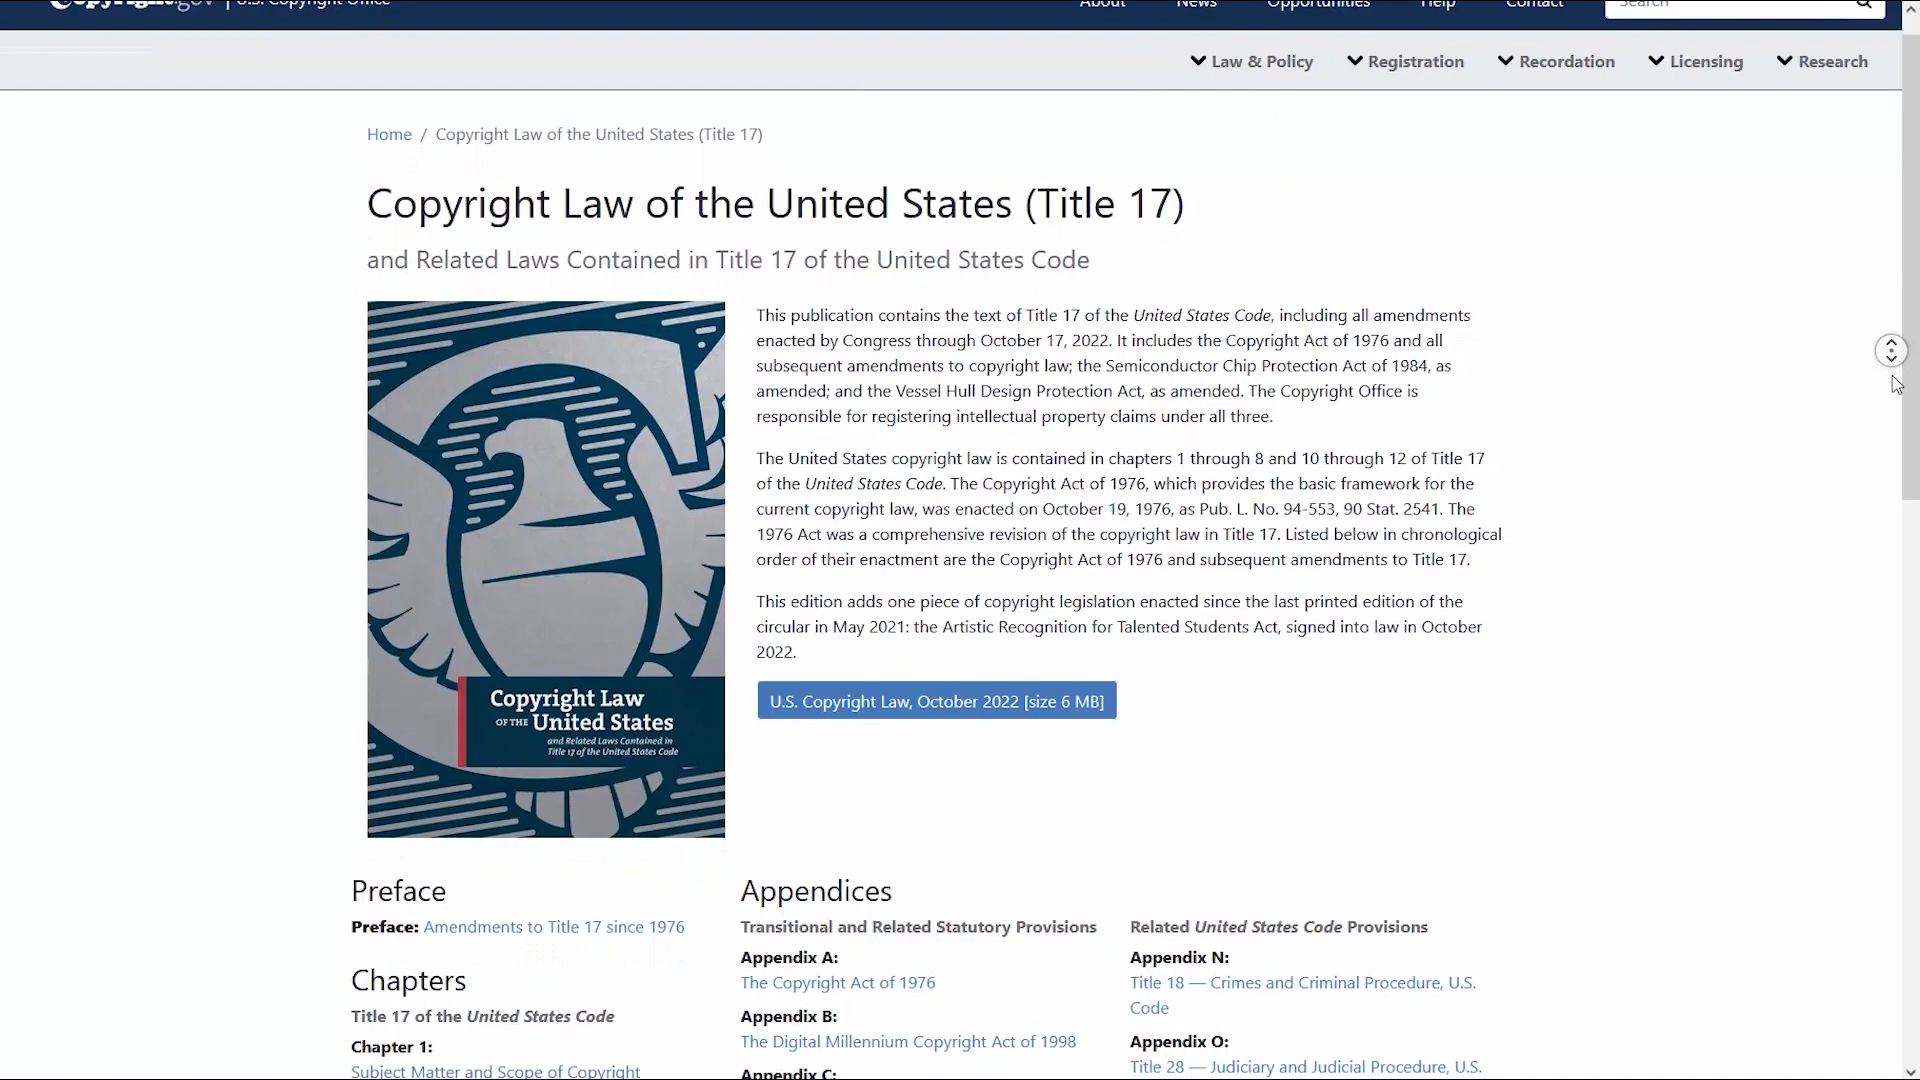 Copyright.gov | U.S. Copyright Office
About News Opportunities Help Contact Search
Law & Policy Registration Recordation Licensing Research
Home / Copyright Law of the United States (Title 17)
Copyright Law of the United States (Title 17)
and Related Laws Contained in Title 17 of the United States Code
This publication contains the text of Title 17 of the United States Code, including all amendments
enacted by Congress through October 17, 2022. It includes the Copyright Act of 1976 and all
subsequent amendments to copyright law; the Semiconductor Chip Protection Act of 1984, as
amended; and the Vessel Hull Design Protection Act, as amended. The Copyright Office is
responsible for registering intellectual property claims under all three.
The United States copyright law is contained in chapters 1 through 8 and 10 through 12 of Title 17
of the United States Code. The Copyright Act of 1976, which provides the basic framework for the
current copyright law, was enacted on October 19, 1976, as Pub. L. No. 94-553, 90 Stat. 2541. The
1976 Act was a comprehensive revision of the copyright law in Title 17. Listed below in chronological
order of their enactment are the Copyright Act of 1976 and subsequent amendments to Title 17.
This edition adds one piece of copyright legislation enacted since the last printed edition of the
circular in May 2021: the Artistic Recognition for Talented Students Act, signed into law in October
2022.
U.S. Copyright Law, October 2022 [size 6 MB]
Copyright Law
OF THE United States
and Related Laws Contained in
Title 17 of the United States Code
Preface
Preface: Amendments to Title 17 since 1976
Chapters
Title 17 of the United States Code
Chapter 1:
Subject Matter and Scope of Copyright
Appendices
Transitional and Related Statutory Provisions
Appendix A:
The Copyright Act of 1976
Appendix B:
The Digital Millennium Copyright Act of 1998
Appendix C:
Related United States Code Provisions
Appendix N:
Title 18 — Crimes and Criminal Procedure, U.S.
Code
Appendix O:
Title 28 — Judiciary and Judicial Procedure, U.S.